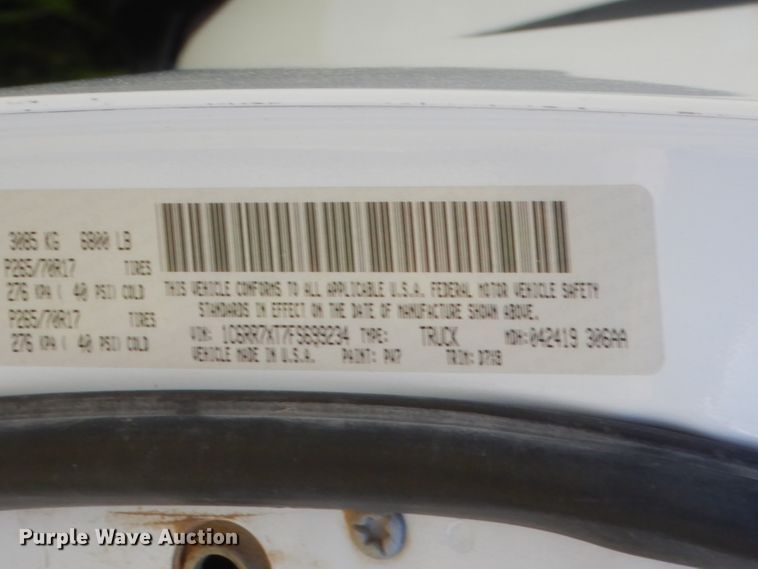 3085 KG 6800 LB
P265/70R17 TIRES
276 KPA ( 40 PSI) COLD
P265/70R17 TIRES
276 KPA ( 40 PSI) COLD
THIS VEHICLE CONFORMS TO ALL APPLICABLE U.S.A. FEDERAL MOTOR VEHICLE SAFETY
STANDARDS IN EFFECT ON THE DATE OF MANUFACTURE SHOWN ABOVE.
VIN: 1C6RR7XT7FS699234 TYPE: TRUCK MDH: 042419 306AA
VEHICLE MADE IN U.S.A. PAINT: PW7 TRIM: D7X9
Purple Wave Auction